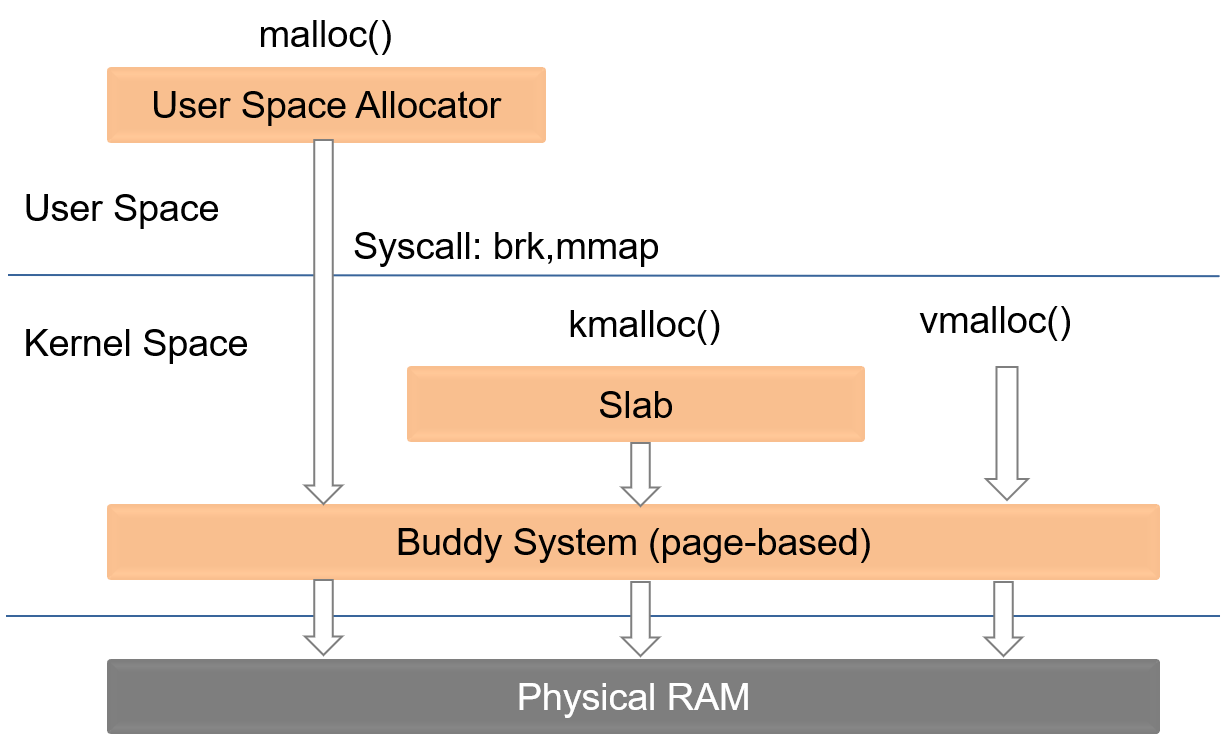 malloc()
User Space Allocator
User Space
Syscall: brk,mmap
Kernel Space
kmalloc()
vmalloc()
Slab
Buddy System (page-based)
Physical RAM